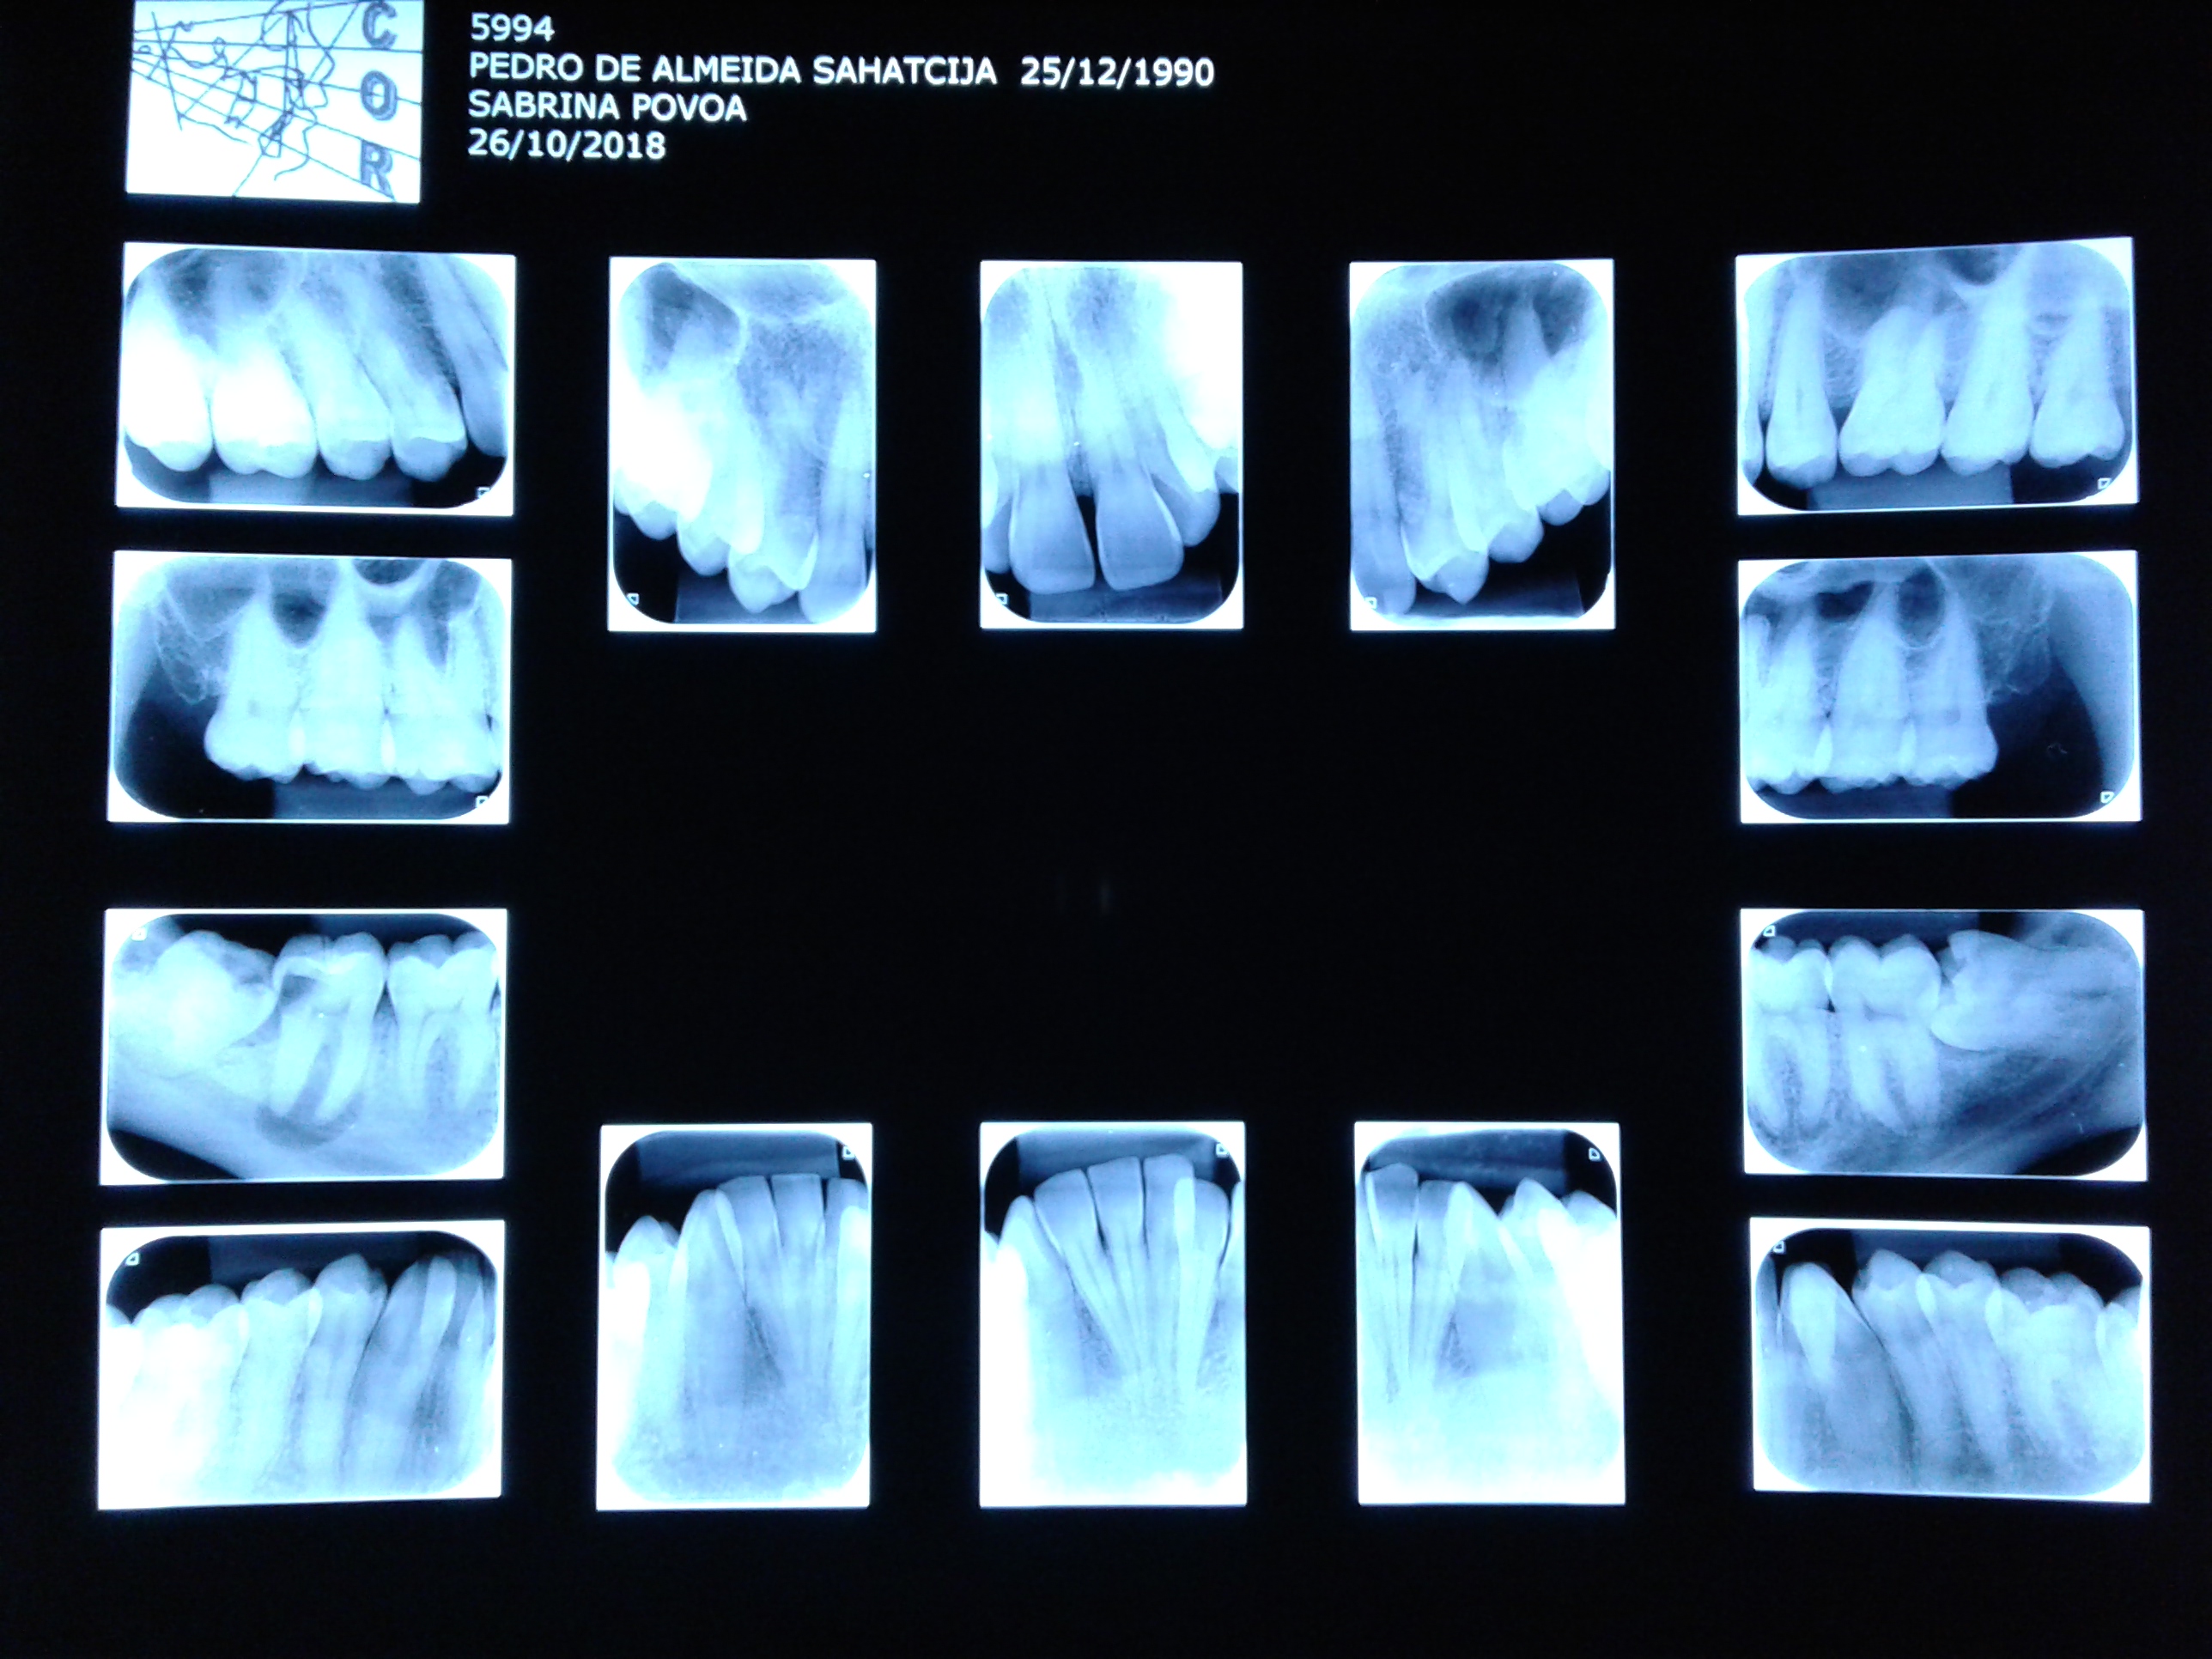 COR
5994
PEDRO DE ALMEIDA SAHATCIJA 25/12/1990
SABRINA POVOA
26/10/2018